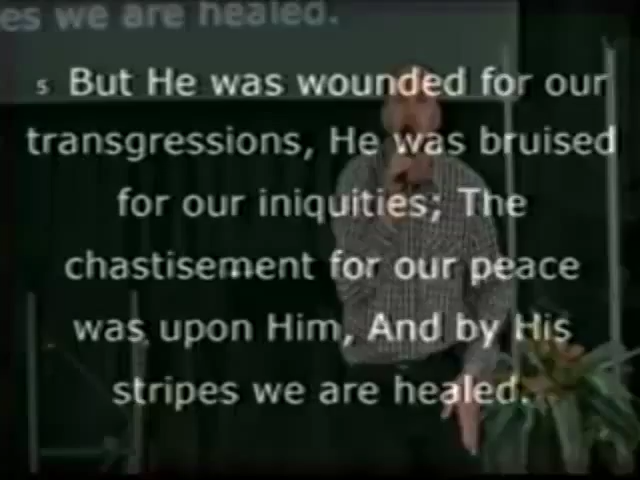 es we are healed.
5 But He was wounded for our
transgressions, He was bruised
for our iniquities; The
chastisement for our peace
was upon Him, And by His
stripes we are healed.